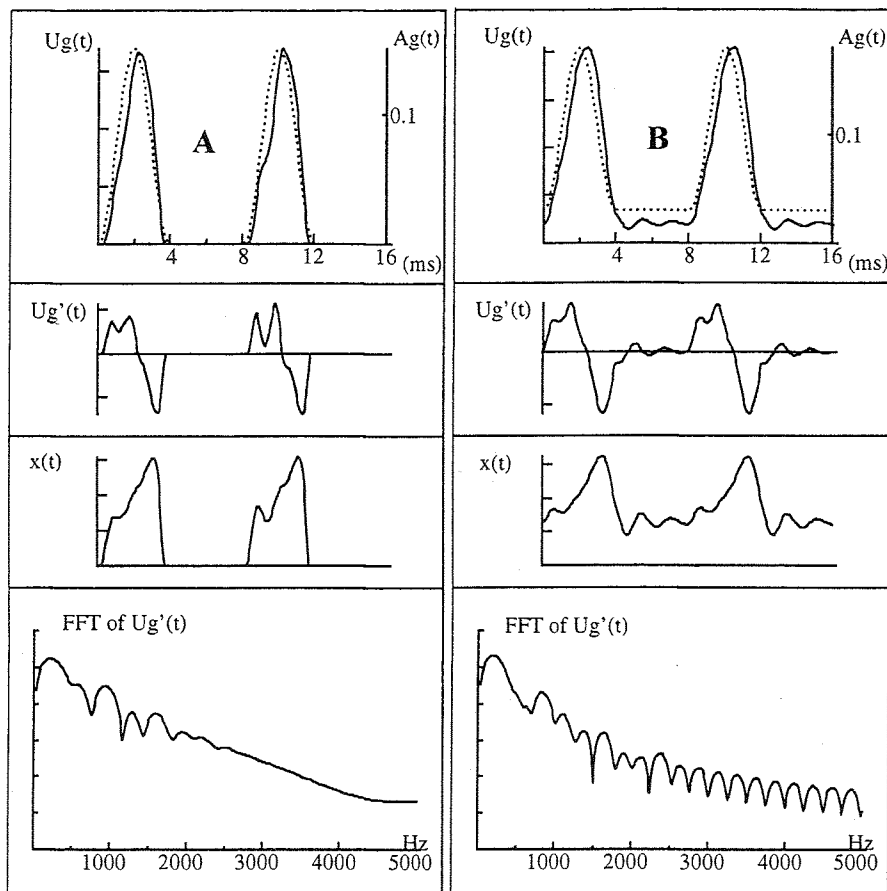 Ug(t) Ag(t)
0.1
A
4 8 12 16
(ms)
Ug’(t)
x(t)
FFT of Ug’(t)
Hz
1000 2000 3000 4000 5000
Ug(t) Ag(t)
0.1
B
4 8 12 16
(ms)
Ug’(t)
x(t)
FFT of Ug’(t)
Hz
1000 2000 3000 4000 5000